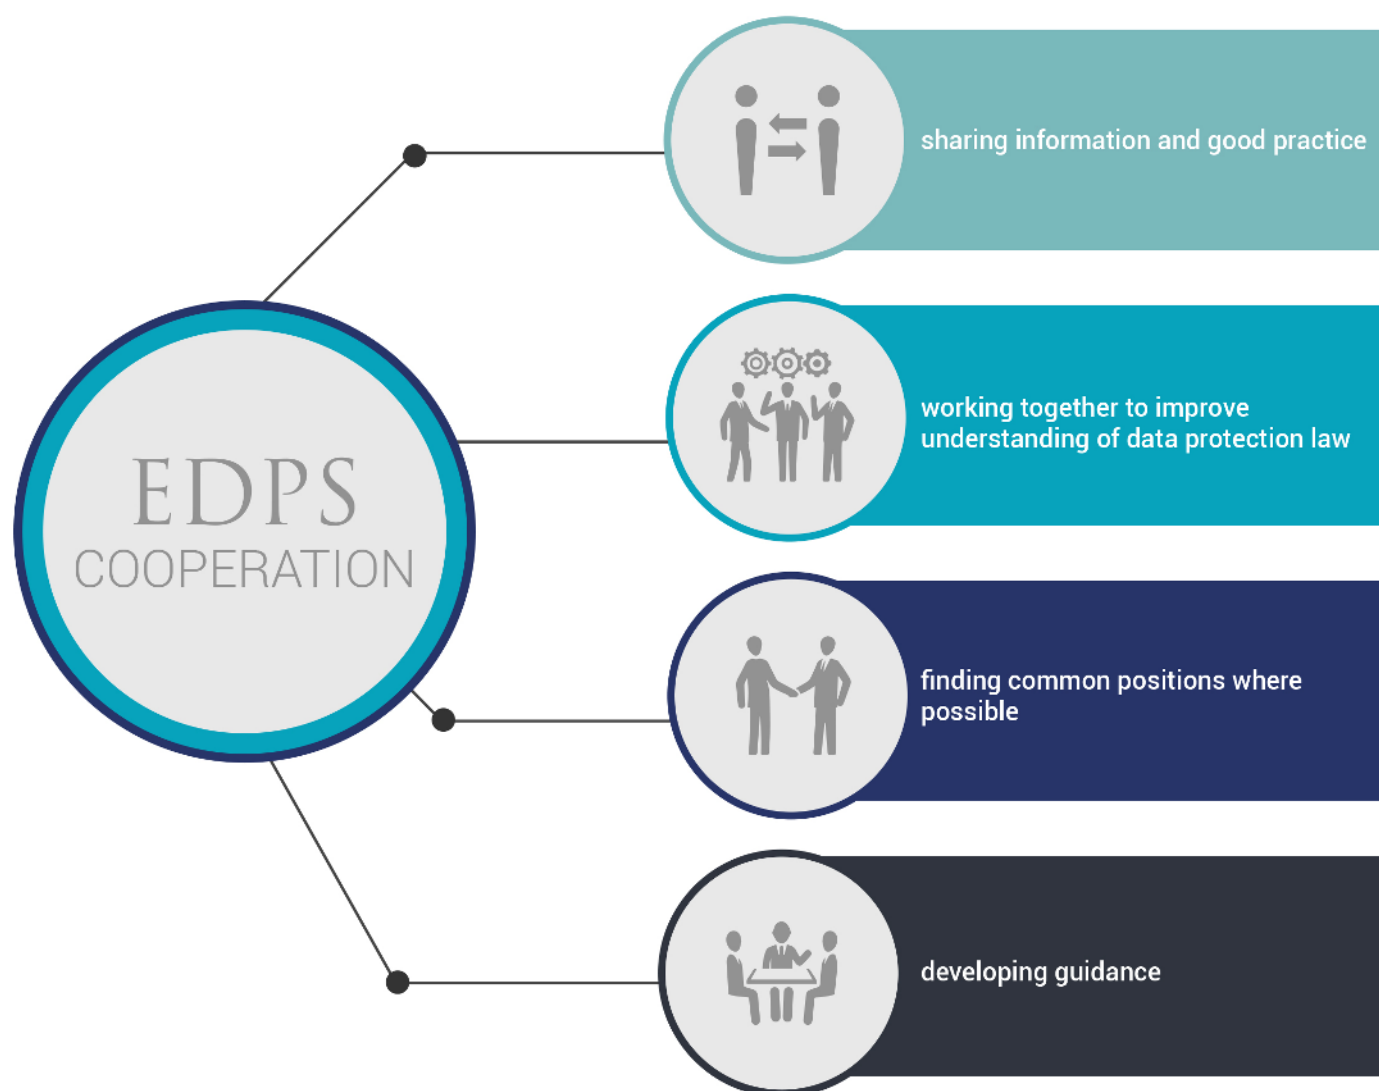 EDPS
COOPERATION
sharing information and good practice
working together to improve
understanding of data protection law
finding common positions where
possible
developing guidance